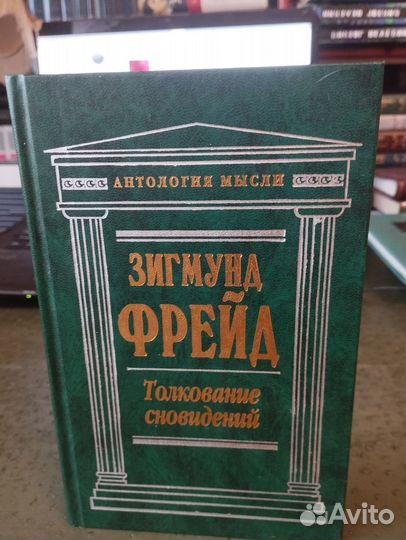 АНТОЛОГИЯ МЫСЛИ
ЗИГМУНД
ФРЕЙД
Толкование
сновидений
Avito